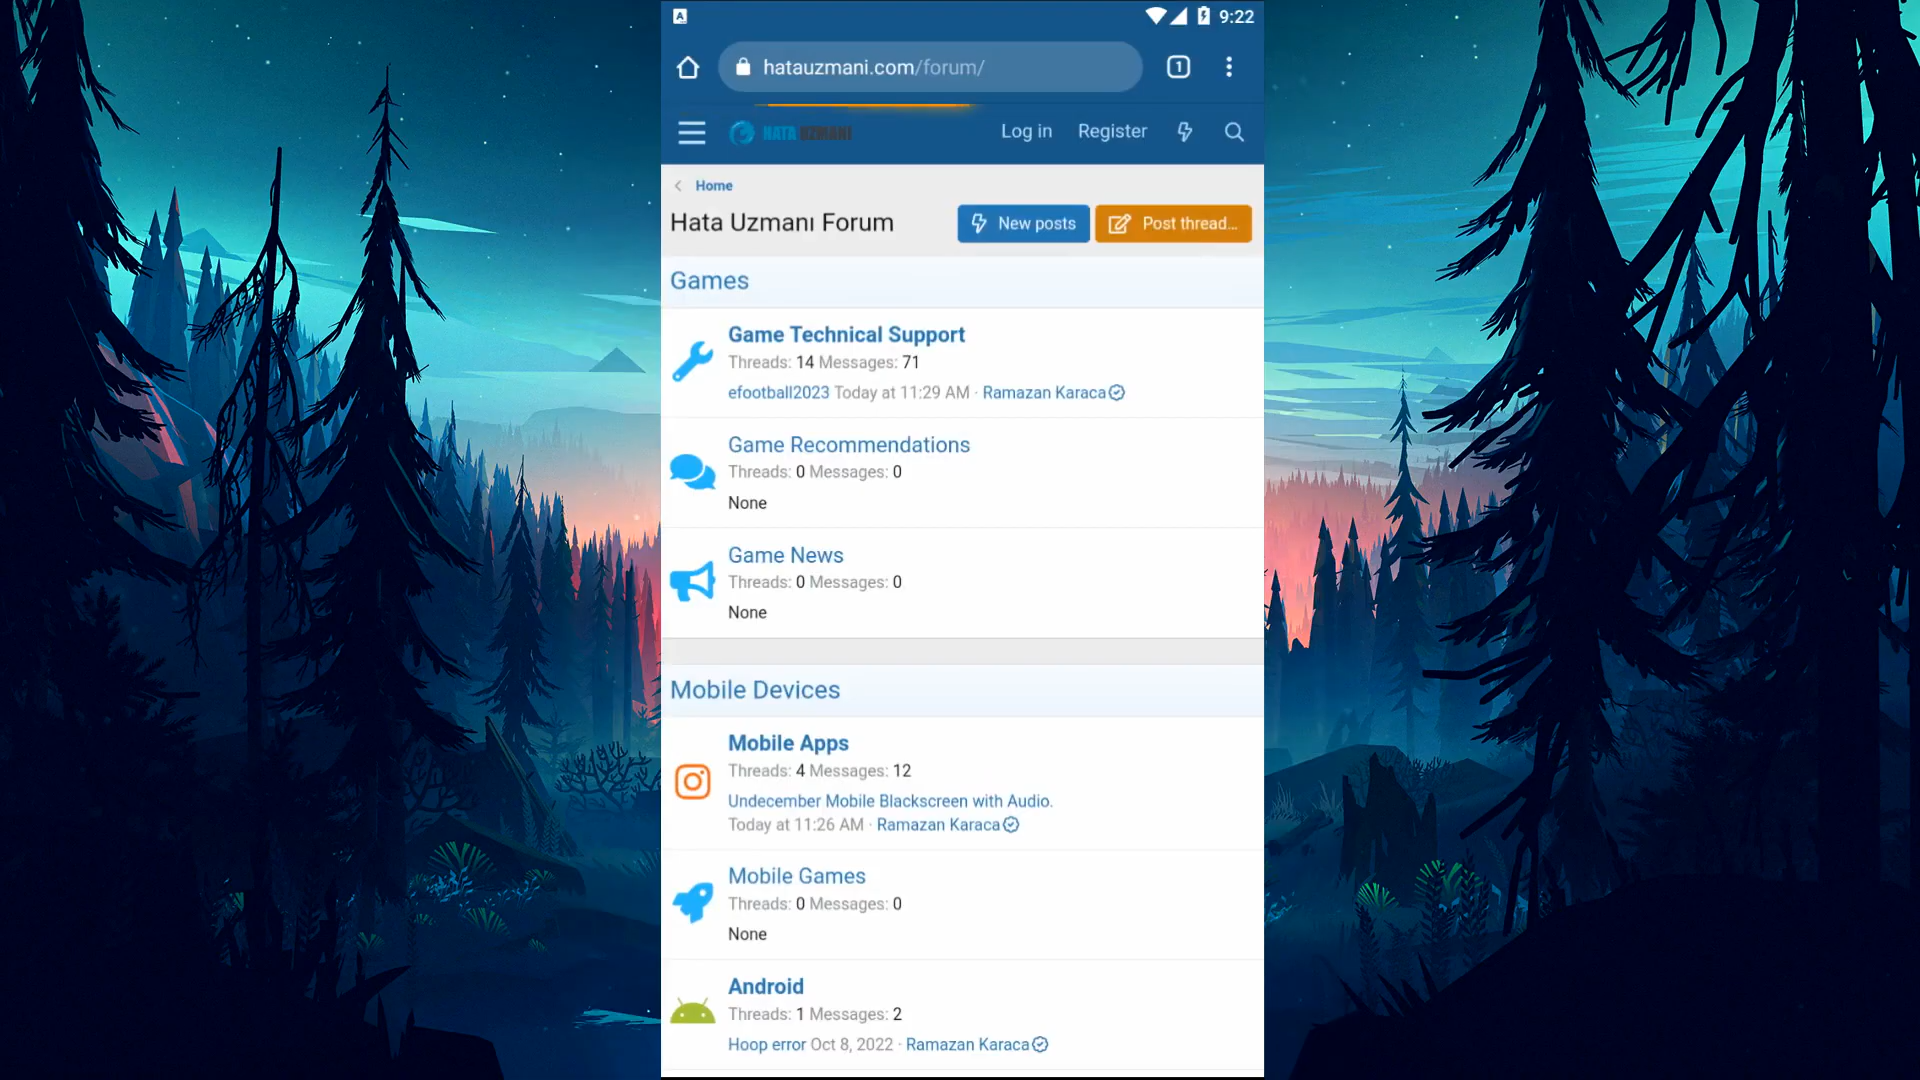 9:22
hatauzmani.com/forum/
1
HATA UZMANI
Log in
Register
Home
Hata Uzmanı Forum
New posts
Post thread...
Games
Game Technical Support
Threads: 14 Messages: 71
efootball2023 Today at 11:29 AM · Ramazan Karaca
Game Recommendations
Threads: 0 Messages: 0
None
Game News
Threads: 0 Messages: 0
None
Mobile Devices
Mobile Apps
Threads: 4 Messages: 12
Undecember Mobile Blackscreen with Audio.
Today at 11:26 AM · Ramazan Karaca
Mobile Games
Threads: 0 Messages: 0
None
Android
Threads: 1 Messages: 2
Hoop error Oct 8, 2022 · Ramazan Karaca